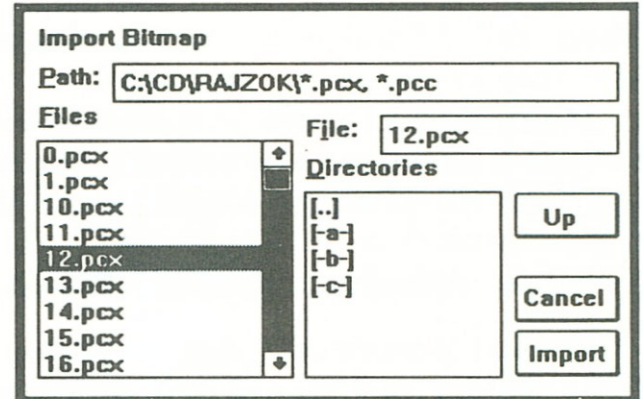 Import Bitmap
Path: C:\CD\RAJZOK\*.pcx, *.pcc
Files
0.pcx
1.pcx
10.pcx
11.pcx
12.pcx
13.pcx
14.pcx
15.pcx
16.pcx
File: 12.pcx
Directories
[..]
[-a-]
[-b-]
[-c-]
Up
Cancel
Import